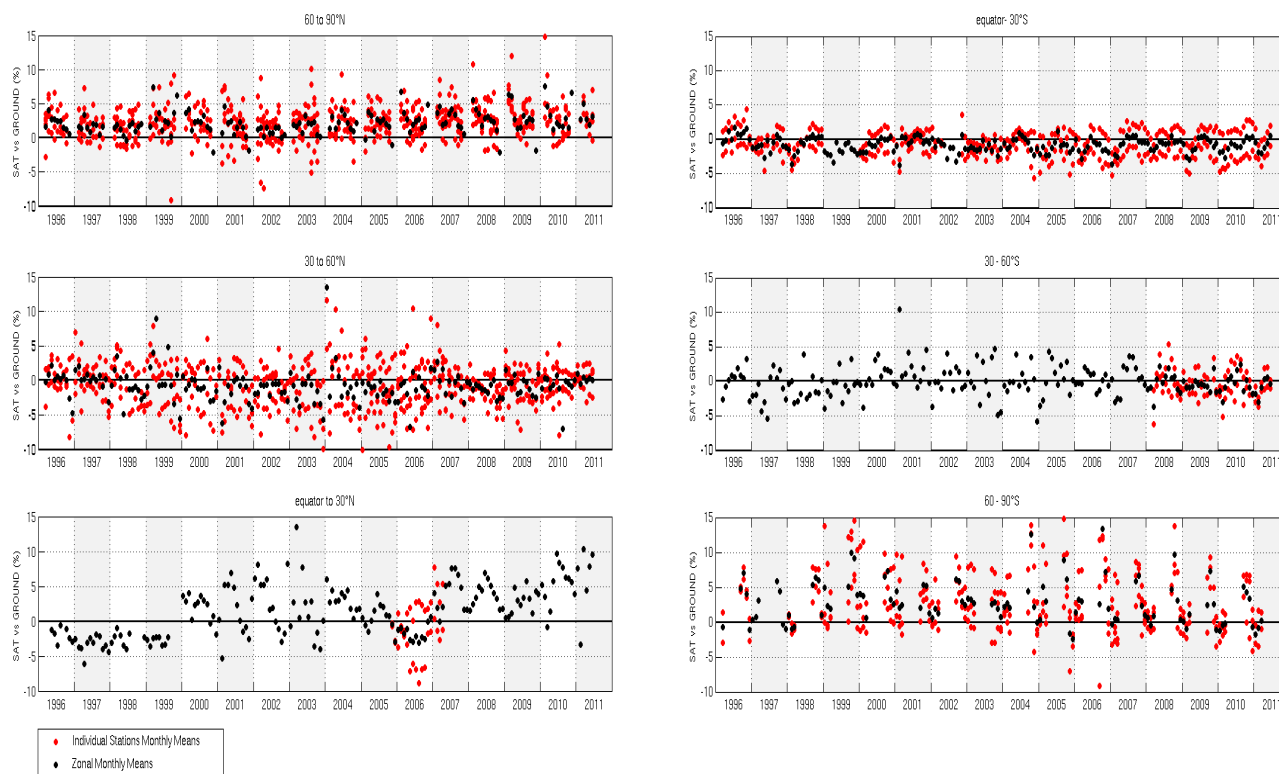 60 to 90°N
SAT vs GROUND (%)
15
10
5
0
-5
-10
1996 1997 1998 1999 2000 2001 2002 2003 2004 2005 2006 2007 2008 2009 2010 2011
30 to 60°N
SAT vs GROUND (%)
15
10
5
0
-5
-10
1996 1997 1998 1999 2000 2001 2002 2003 2004 2005 2006 2007 2008 2009 2010 2011
equator to 30°N
SAT vs GROUND (%)
15
10
5
0
-5
-10
1996 1997 1998 1999 2000 2001 2002 2003 2004 2005 2006 2007 2008 2009 2010 2011
Individual Stations Monthly Means
Zonal Monthly Means
equator- 30°S
SAT vs GROUND (%)
15
10
5
0
-5
-10
1996 1997 1998 1999 2000 2001 2002 2003 2004 2005 2006 2007 2008 2009 2010 2011
30 - 60°S
SAT vs GROUND (%)
15
10
5
0
-5
-10
1996 1997 1998 1999 2000 2001 2002 2003 2004 2005 2006 2007 2008 2009 2010 2011
60 - 90°S
SAT vs GROUND (%)
15
10
5
0
-5
-10
1996 1997 1998 1999 2000 2001 2002 2003 2004 2005 2006 2007 2008 2009 2010 2011